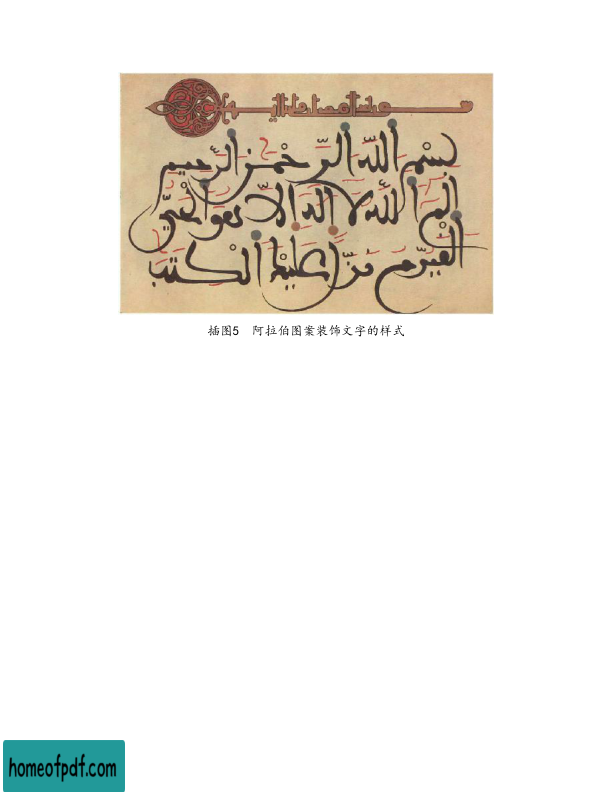 بسم الله الرحمن الرحيم
الم الله لا اله الا هو الحي
القيوم نزل عليك الكتب
插图5 阿拉伯图案装饰文字的样式
homeofpdf.com